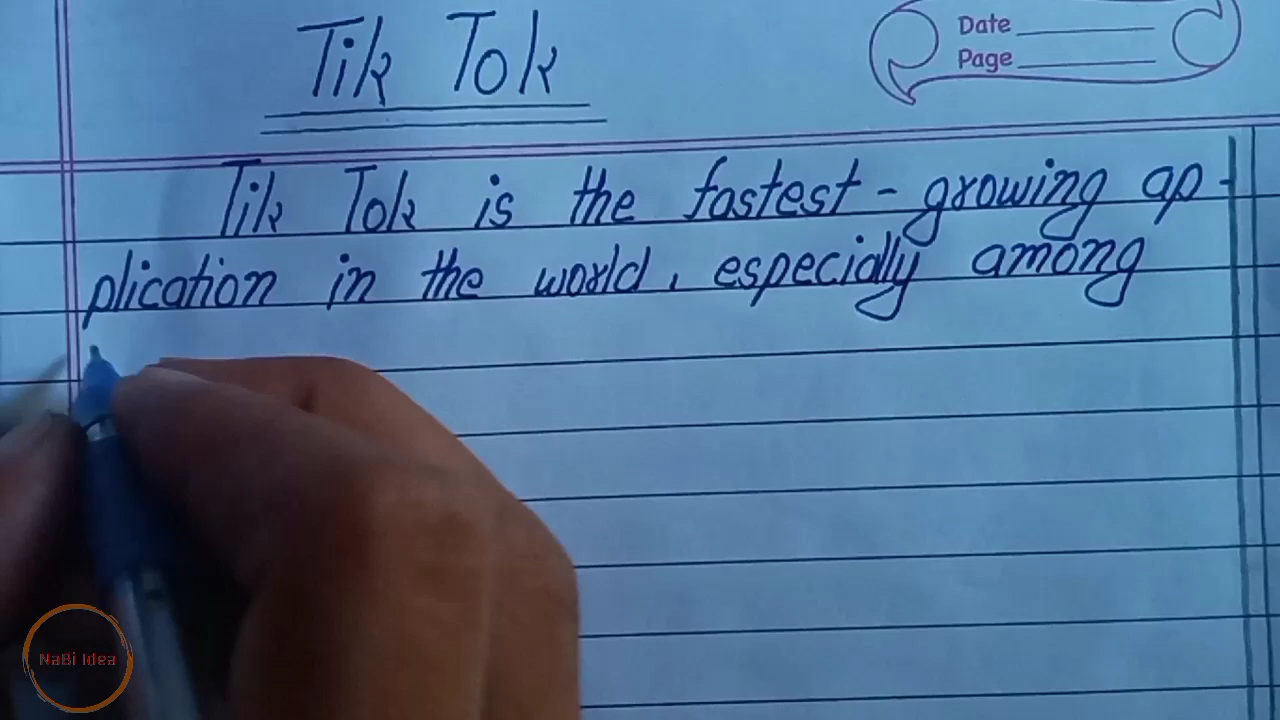 Tik Tok
Date
Page
Tik Tok is the fastest-growing ap-
plication in the world, especially among
NaBi Idea